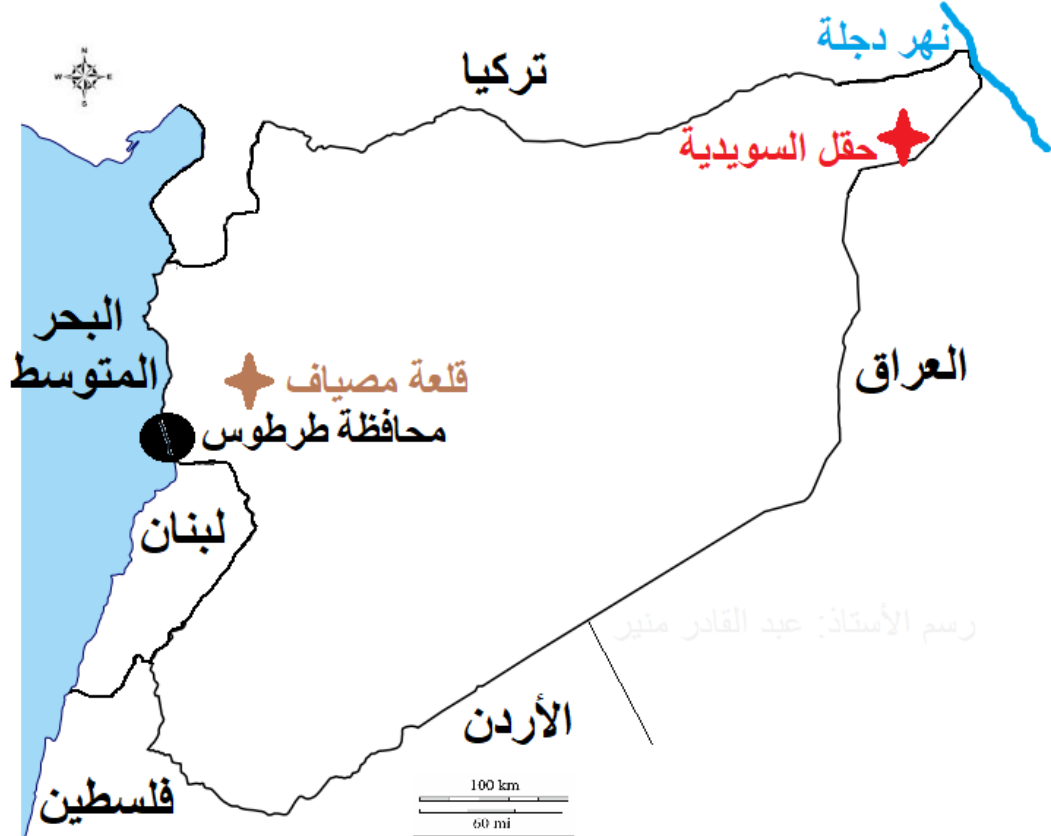 نهر دجلة
N
W E
S
تركيا
حقل السويدية
البحر
المتوسط
العراق
قلعة مصياف
محافظة طرطوس
لبنان
رسم الأستاذ: عبد القادر منير
الأردن
فلسطين
100 km
60 mi